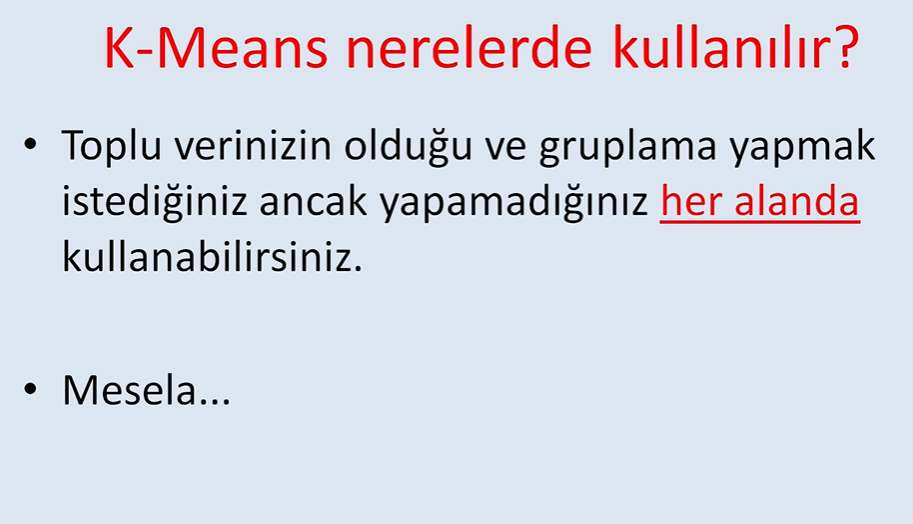 K-Means nerelerde kullanılır?
• Toplu verinizin olduğu ve gruplama yapmak
istediğiniz ancak yapamadığınız her alanda
kullanabilirsiniz.
• Mesela...